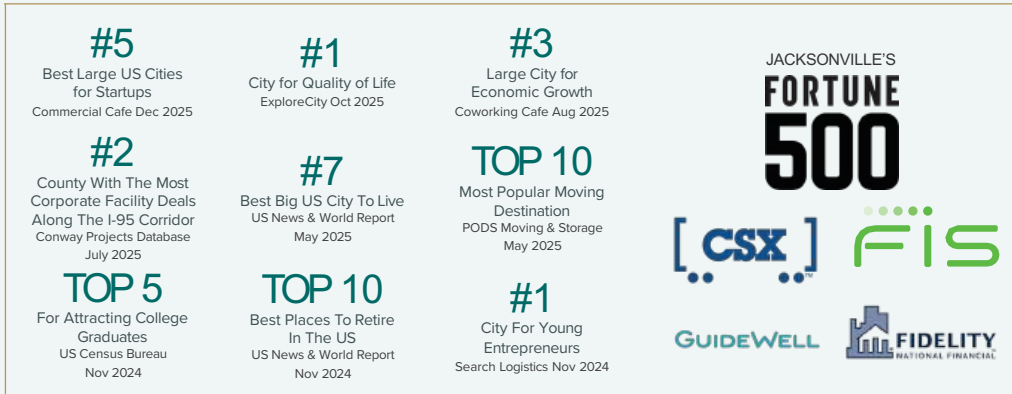 #5
Best Large US Cities
for Startups
Commercial Cafe Dec 2025
#1
City for Quality of Life
ExploreCity Oct 2025
#3
Large City for
Economic Growth
Coworking Cafe Aug 2025
#2
County With The Most
Corporate Facility Deals
Along The I-95 Corridor
Conway Projects Database
July 2025
#7
Best Big US City To Live
US News & World Report
May 2025
TOP 10
Most Popular Moving
Destination
PODS Moving & Storage
May 2025
TOP 5
For Attracting College
Graduates
US Census Bureau
Nov 2024
TOP 10
Best Places To Retire
In The US
US News & World Report
Nov 2024
#1
City For Young
Entrepreneurs
Search Logistics Nov 2024
JACKSONVILLE'S
FORTUNE
500
[CSX]™
FIS
GUIDEWELL
FIDELITY
NATIONAL FINANCIAL